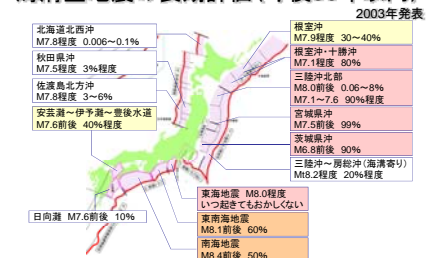 2003年発表
北海道北西沖
M7.8程度 0.006～0.1%
秋田県沖
M7.5程度 3%程度
佐渡島北方沖
M7.8程度 3～6%
安芸灘～伊予灘～豊後水道
M7.6前後 40%程度
日向灘 M7.6前後 10%
根室沖
M7.9程度 30～40%
根室沖・十勝沖
M7.1程度 80%
三陸沖北部
M8.0前後 0.06～8%
M7.1～7.6 90%程度
宮城県沖
M7.5前後 99%
茨城県沖
M6.8前後 90%
三陸沖～房総沖（海溝寄り）
Mt8.2程度 20%程度
東海地震 M8.0程度
いつ起きてもおかしくない
東南海地震
M8.1前後 60%
南海地震
M8.4前後 50%